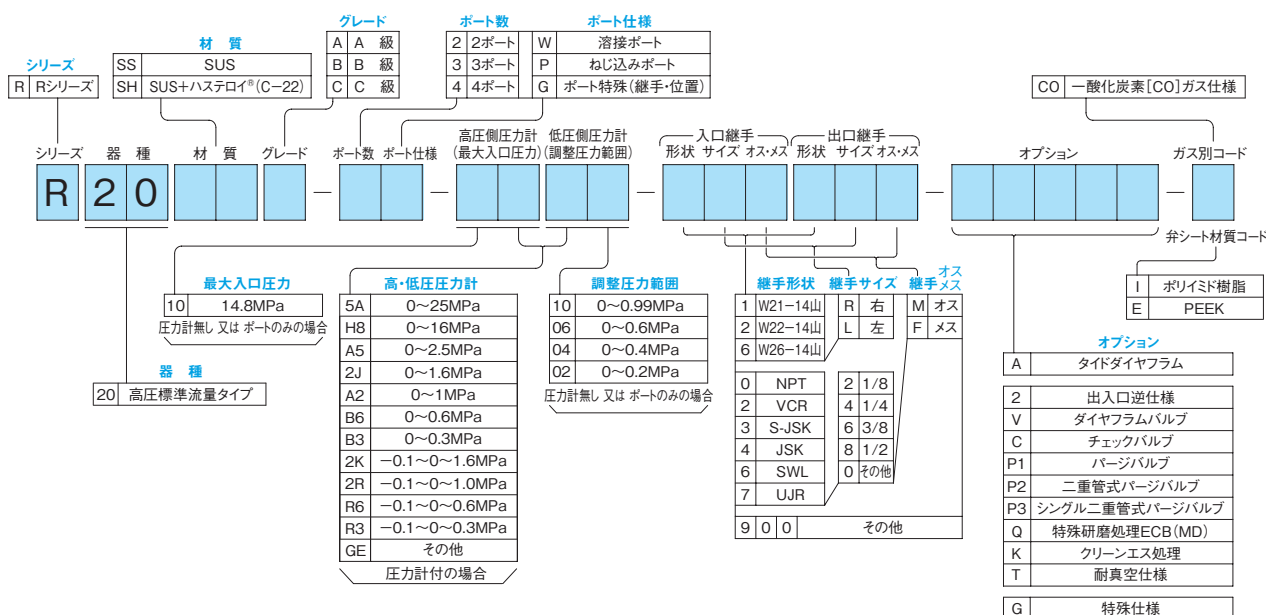 グレード
A A 級
B B 級
C C 級
ポート数
2 2ポート
3 3ポート
4 4ポート
ポート仕様
W 溶接ポート
P ねじ込みポート
G ポート特殊(継手・位置)
材 質
SS SUS
SH SUS+ハステロイ®(C−22)
シリーズ
R Rシリーズ
CO 一酸化炭素[CO]ガス仕様
シリーズ 器 種 材 質 グレード ポート数 ポート仕様
高圧側圧力計
(最大入口圧力)
低圧側圧力計
(調整圧力範囲)
入口継手
形状 サイズ オス・メス
出口継手
形状 サイズ オス・メス
オプション
ガス別コード
R 2 0 − − − − −
弁シート材質コード
I ポリイミド樹脂
E PEEK
最大入口圧力
10 14.8MPa
圧力計無し 又は ポートのみの場合
器 種
20 高圧標準流量タイプ
高・低圧圧力計
5A 0〜25MPa
H8 0〜16MPa
A5 0〜2.5MPa
2J 0〜1.6MPa
A2 0〜1MPa
B6 0〜0.6MPa
B3 0〜0.3MPa
2K −0.1〜0〜1.6MPa
2R −0.1〜0〜1.0MPa
R6 −0.1〜0〜0.6MPa
R3 −0.1〜0〜0.3MPa
GE その他
圧力計付の場合
調整圧力範囲
10 0〜0.99MPa
06 0〜0.6MPa
04 0〜0.4MPa
02 0〜0.2MPa
圧力計無し 又は ポートのみの場合
継手形状
1 W21−14山
2 W22−14山
6 W26−14山
0 NPT
2 VCR
3 S-JSK
4 JSK
6 SWL
7 UJR
9 0 0 その他
継手サイズ
R 右
L 左
2 1/8
4 1/4
6 3/8
8 1/2
0 その他
継手オスメス
M オス
F メス
オプション
A タイドダイヤフラム
2 出入口逆仕様
V ダイヤフラムバルブ
C チェックバルブ
P1 パージバルブ
P2 二重管式パージバルブ
P3 シングル二重管式パージバルブ
Q 特殊研磨処理ECB(MD)
K クリーンエス処理
T 耐真空仕様
G 特殊仕様